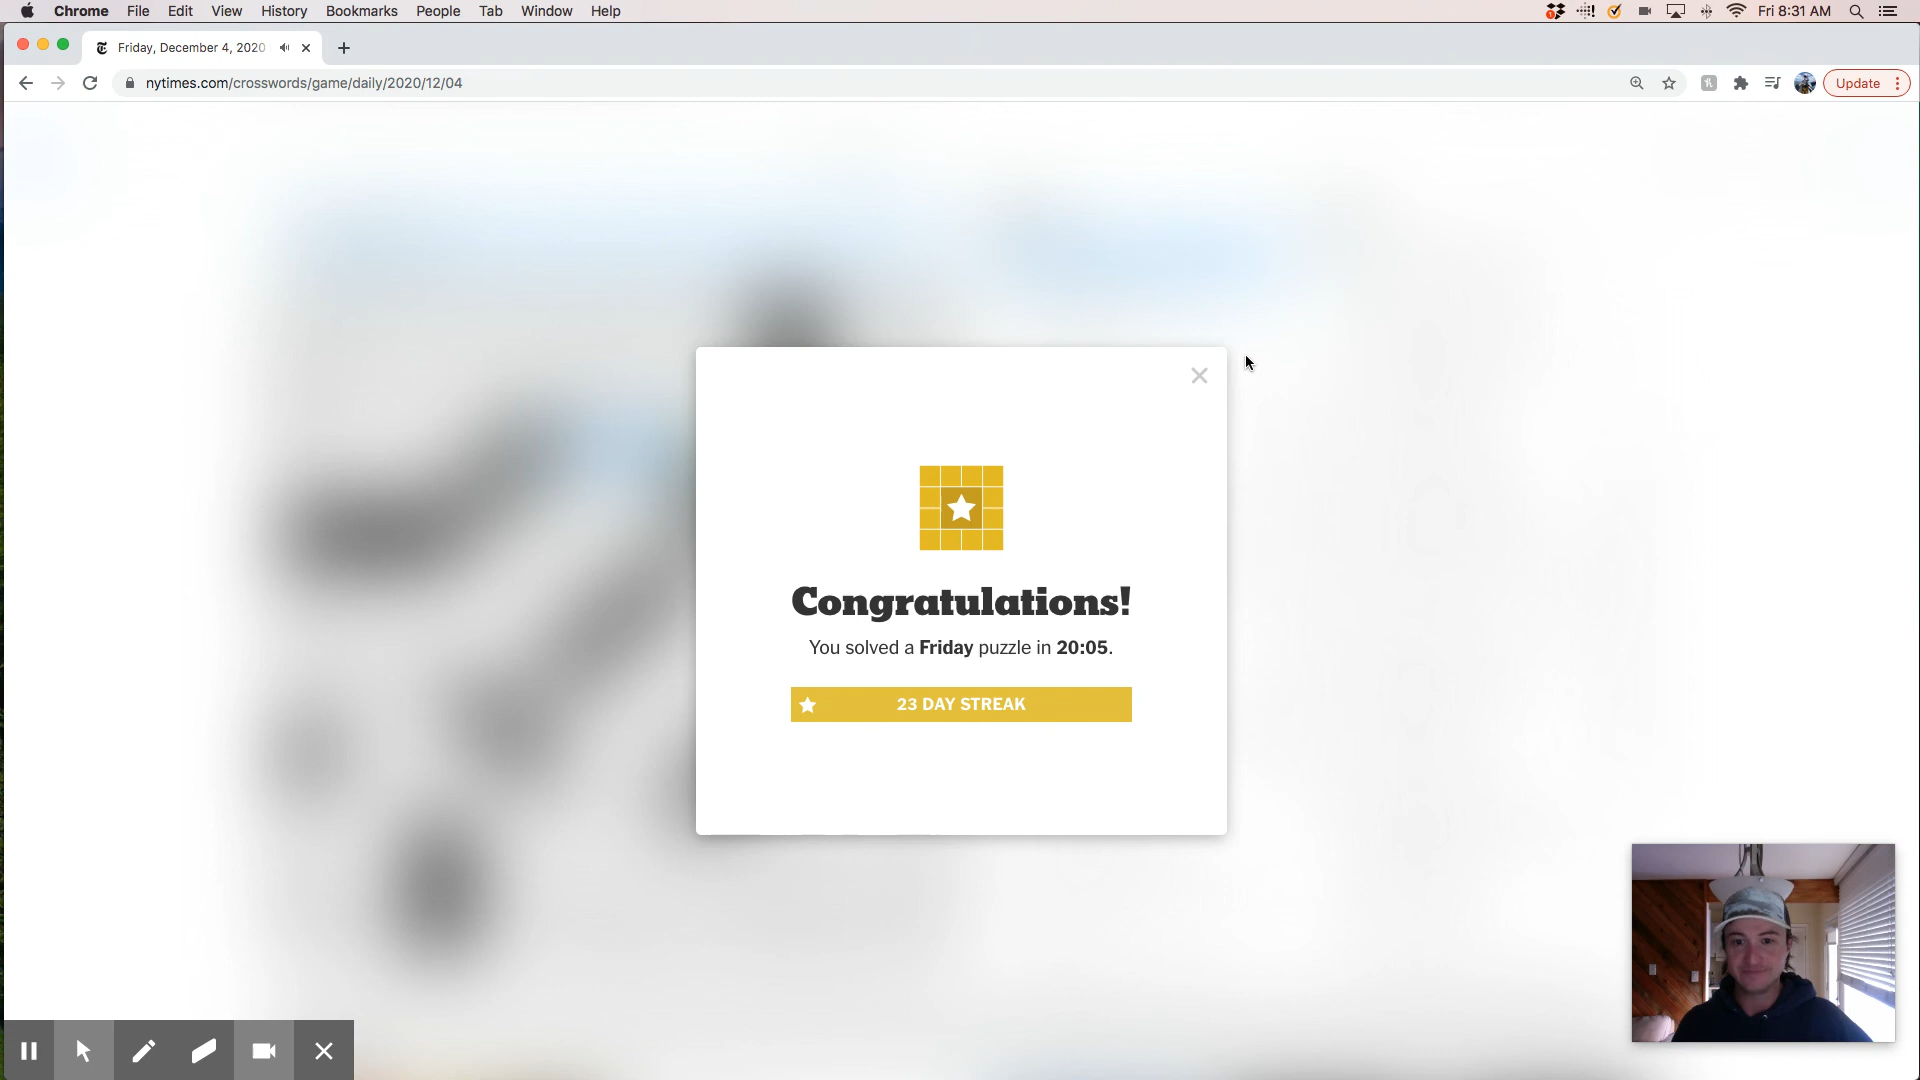 Chrome File Edit View History Bookmarks People Tab Window Help Fri 8:31 AM
Friday, December 4, 2020
nytimes.com/crosswords/game/daily/2020/12/04 Update
Congratulations!
You solved a Friday puzzle in 20:05.
23 DAY STREAK